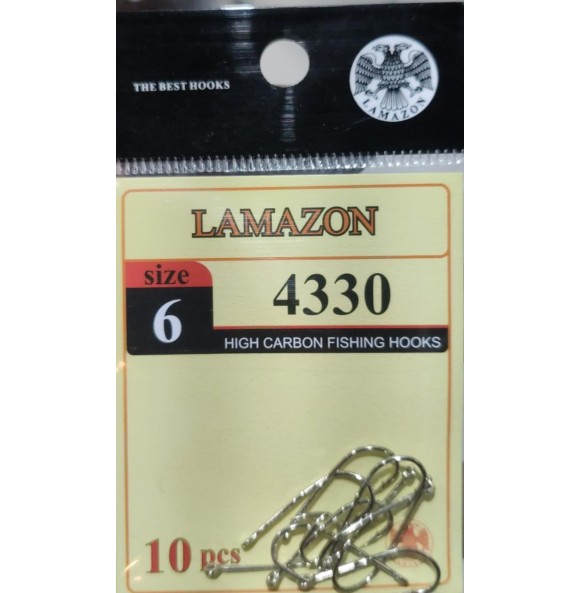 THE BEST HOOKS
LAMAZON
LAMAZON
size
6
4330
HIGH CARBON FISHING HOOKS
10 pcs